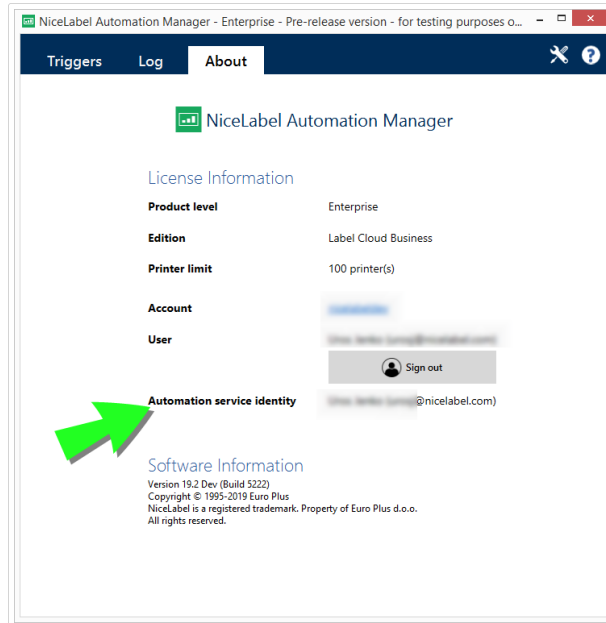 NiceLabel Automation Manager - Enterprise - Pre-release version - for testing purposes o...
Triggers Log About
NiceLabel Automation Manager
License Information
Product level Enterprise
Edition Label Cloud Business
Printer limit 100 printer(s)
Account
User
Sign out
Automation service identity @nicelabel.com)
Software Information
Version 19.2 Dev (Build 5222)
Copyright © 1995-2019 Euro Plus
NiceLabel is a registered trademark. Property of Euro Plus d.o.o.
All rights reserved.